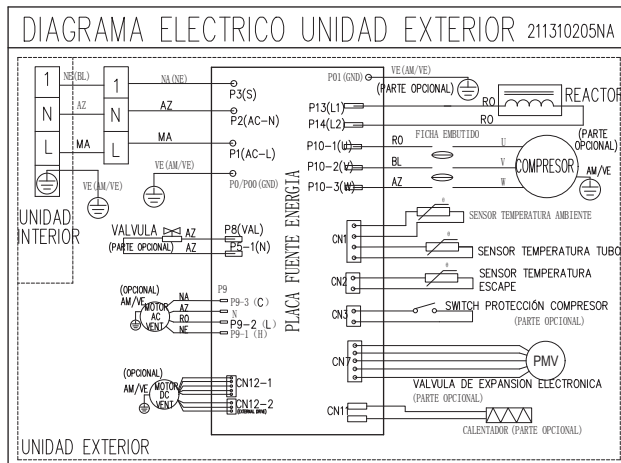 DIAGRAMA ELECTRICO UNIDAD EXTERIOR 211310205NA
1
N
L
NE(BL)
AZ
MA
VE(AM/VE)
UNIDAD
INTERIOR
1
N
L
NA(NE)
AZ
MA
VE(AM/VE)
P3(S)
P2(AC-N)
P1(AC-L)
P0/P00(GND)
VALVULA
(PARTE OPCIONAL)
AZ
AZ
P8(VAL)
P5-1(N)
(OPCIONAL)
AM/VE
MOTOR
AC
VENT
NA
AZ
RO
NE
P9
P9-3 (C)
N
P9-2 (L)
P9-1 (H)
(OPCIONAL)
AM/VE
MOTOR
DC
VENT
CN12-1
CN12-2
(EXTERNAL DRIVE)
PLACA FUENTE ENERGIA
P01(GND)
VE(AM/VE)
(PARTE OPCIONAL)
P13(L1)
RO
P14(L2)
RO
REACTOR
(PARTE
OPCIONAL)
P10-1(U)
RO
FICHA EMBUTIDO
U
P10-2(V)
BL
V
P10-3(W)
AZ
W
COMPRESOR
AM/VE
CN1
SENSOR TEMPERATURA AMBIENTE
SENSOR TEMPERATURA TUBO
CN2
SENSOR TEMPERATURA
ESCAPE
CN3
SWITCH PROTECCIÓN COMPRESOR
(PARTE OPCIONAL)
CN7
PMV
VALVULA DE EXPANSION ELECTRONICA
(PARTE OPCIONAL)
CN11
CALENTADOR(PARTE OPCIONAL)
UNIDAD EXTERIOR